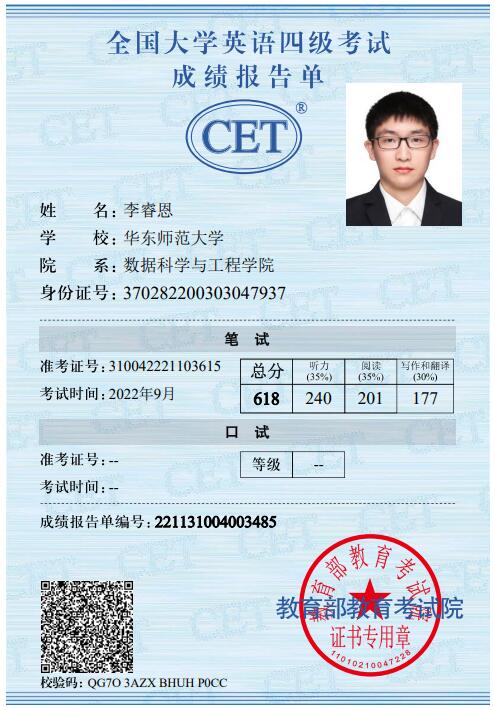 全国大学英语四级考试
成绩报告单
CET®
姓 名：李睿恩
学 校：华东师范大学
院 系：数据科学与工程学院
身份证号：370282200303047937
笔 试
准考证号：310042221103615
考试时间：2022年9月
总分 听力 (35%) 阅读 (35%) 写作和翻译 (30%)
618 240 201 177
口 试
准考证号：--
考试时间：--
等级 --
成绩报告单编号：221131004003485
教育部教育考试院
教育部教育考试院
证书专用章
11010210047228
校验码：QG7O 3AZX BHUH P0CC